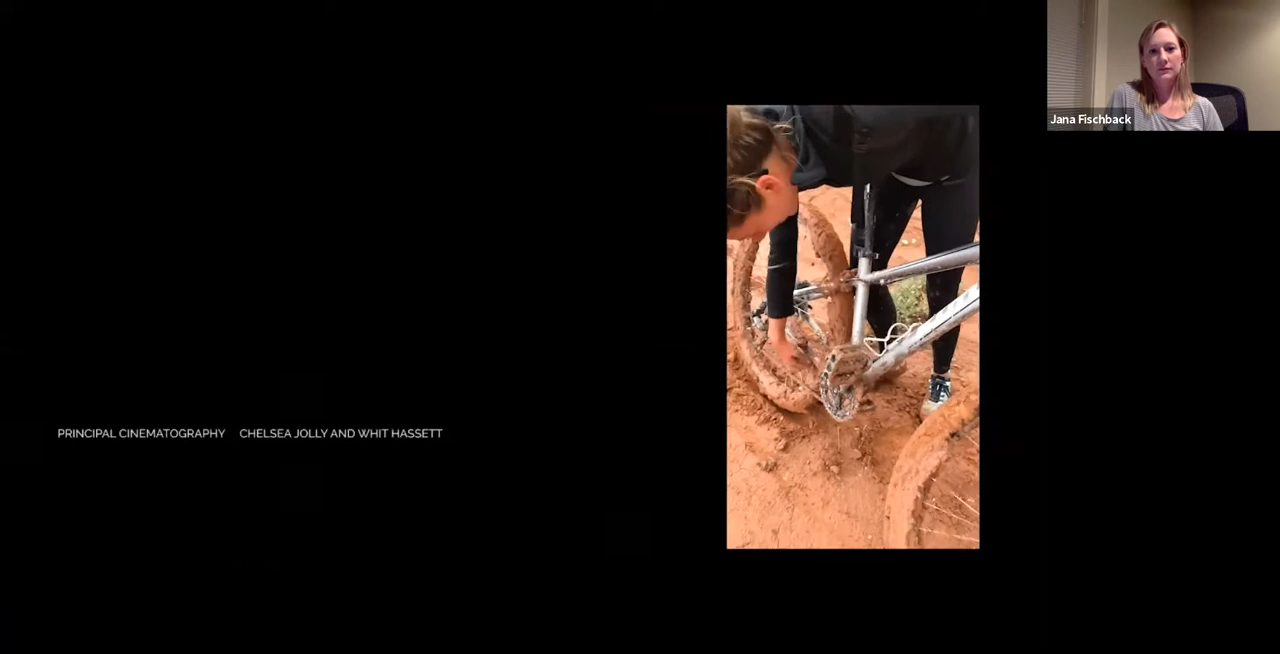 Jana Fischback
PRINCIPAL CINEMATOGRAPHY CHELSEA JOLLY AND WHIT HASSETT